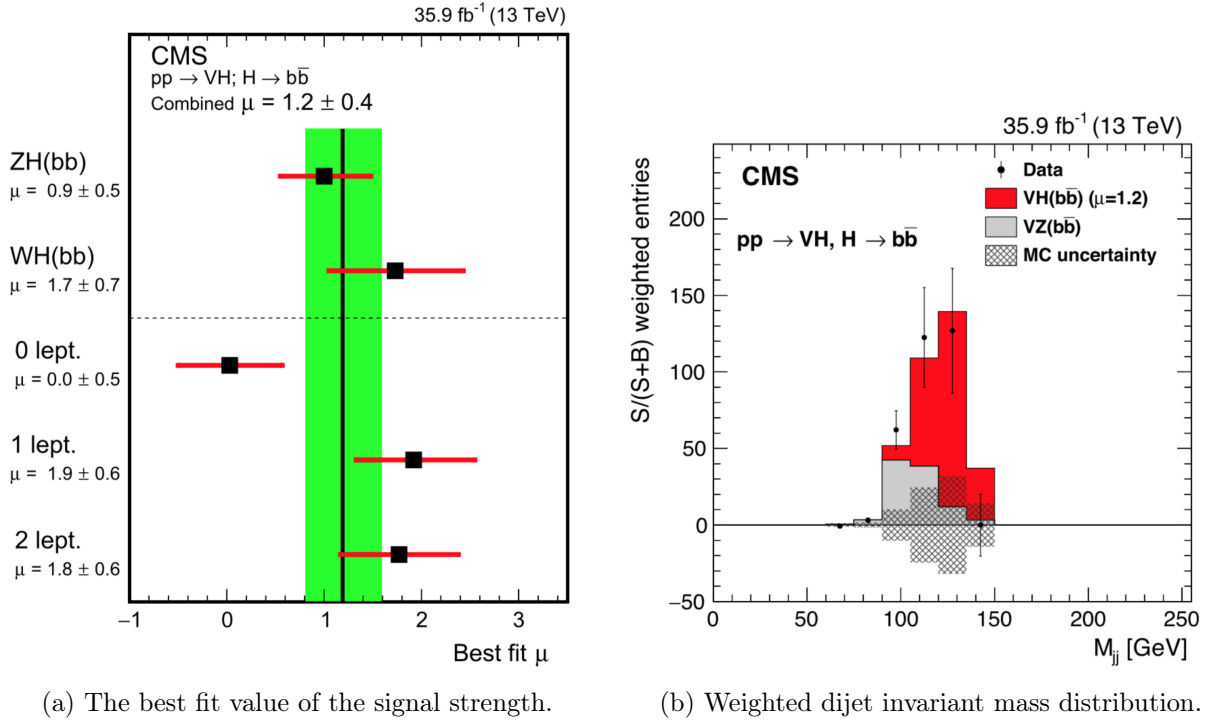 35.9 fb⁻¹ (13 TeV)
CMS
pp → VH; H → bb̅
Combined μ = 1.2 ± 0.4
ZH(bb)
μ = 0.9 ± 0.5
WH(bb)
μ = 1.7 ± 0.7
0 lept.
μ = 0.0 ± 0.5
1 lept.
μ = 1.9 ± 0.6
2 lept.
μ = 1.8 ± 0.6
−1 0 1 2 3
Best fit μ
(a) The best fit value of the signal strength.
35.9 fb⁻¹ (13 TeV)
S/(S+B) weighted entries
CMS
pp → VH, H → bb̅
Data
VH(bb̅) (μ=1.2)
VZ(bb̅)
MC uncertainty
200
150
100
50
0
−50
0 50 100 150 200 250
M_jj [GeV]
(b) Weighted dijet invariant mass distribution.